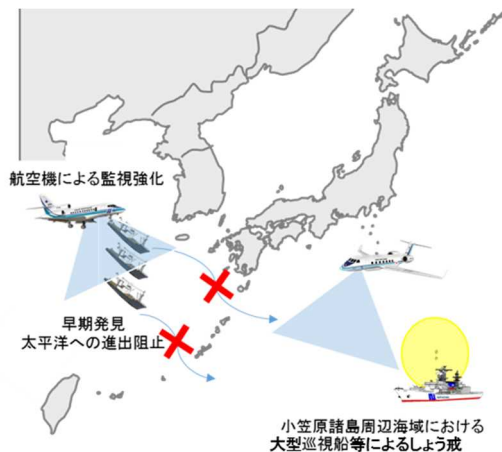 航空機による監視強化
早期発見
太平洋への進出阻止
小笠原諸島周辺海域における
大型巡視船等によるしょう戒